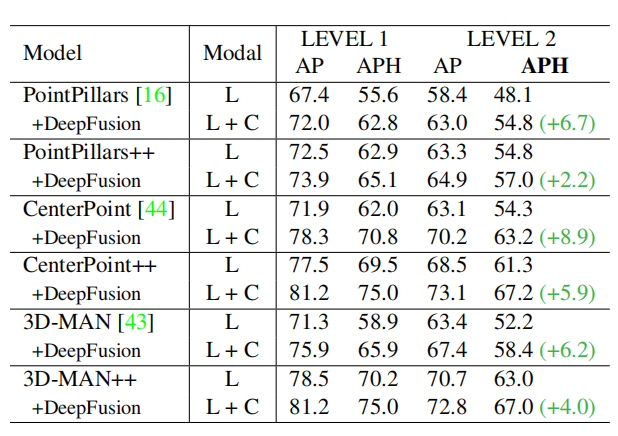 Model Modal LEVEL 1 LEVEL 2
AP APH AP APH
PointPillars [16] L 67.4 55.6 58.4 48.1
+DeepFusion L + C 72.0 62.8 63.0 54.8 (+6.7)
PointPillars++ L 72.5 62.9 63.3 54.8
+DeepFusion L + C 73.9 65.1 64.9 57.0 (+2.2)
CenterPoint [44] L 71.9 62.0 63.1 54.3
+DeepFusion L + C 78.3 70.8 70.2 63.2 (+8.9)
CenterPoint++ L 77.5 69.5 68.5 61.3
+DeepFusion L + C 81.2 75.0 73.1 67.2 (+5.9)
3D-MAN [43] L 71.3 58.9 63.4 52.2
+DeepFusion L + C 75.9 65.9 67.4 58.4 (+6.2)
3D-MAN++ L 78.5 70.2 70.7 63.0
+DeepFusion L + C 81.2 75.0 72.8 67.0 (+4.0)